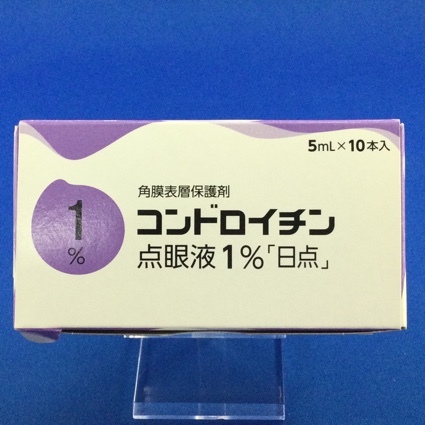 5mL×10本入
角膜表層保護剤
1
%
コンドロイチン
点眼液1%「日点」